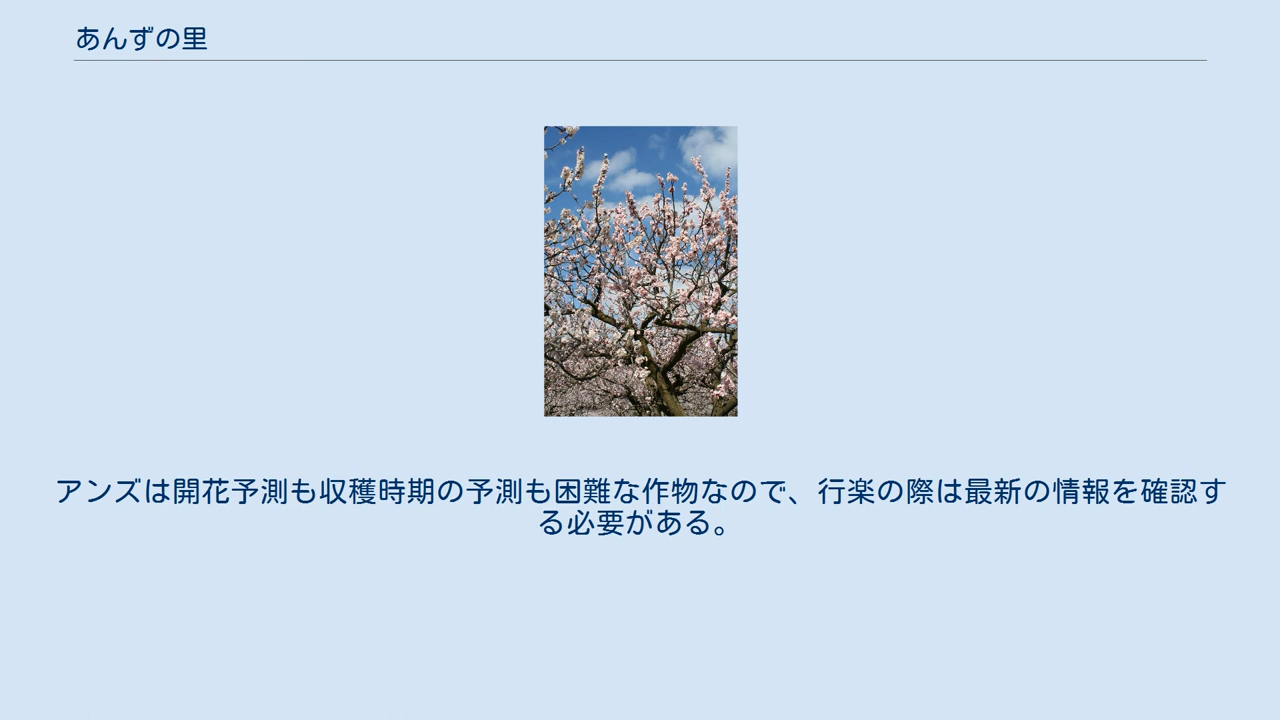 あんずの里
アンズは開花予測も収穫時期の予測も困難な作物なので、行楽の際は最新の情報を確認す
る必要がある。